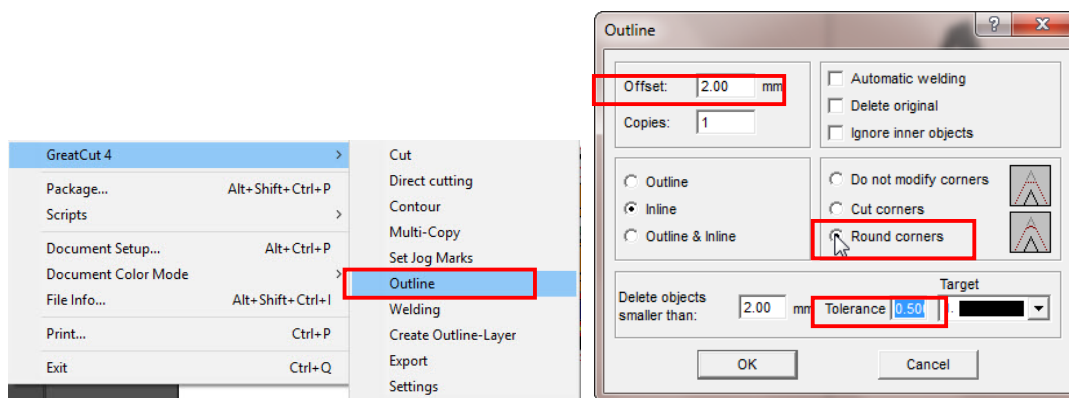 GreatCut 4 >
Package... Alt+Shift+Ctrl+P
Scripts >
Document Setup... Alt+Ctrl+P
Document Color Mode >
File Info... Alt+Shift+Ctrl+I
Print... Ctrl+P
Exit Ctrl+Q
Cut
Direct cutting
Contour
Multi-Copy
Set Jog Marks
Outline
Welding
Create Outline-Layer
Export
Settings
Outline
Offset: 2.00 mm
Copies: 1
Automatic welding
Delete original
Ignore inner objects
Outline
Inline
Outline & Inline
Do not modify corners
Cut corners
Round corners
Delete objects
smaller than: 2.00 mm
Tolerance 0.50
Target
OK
Cancel